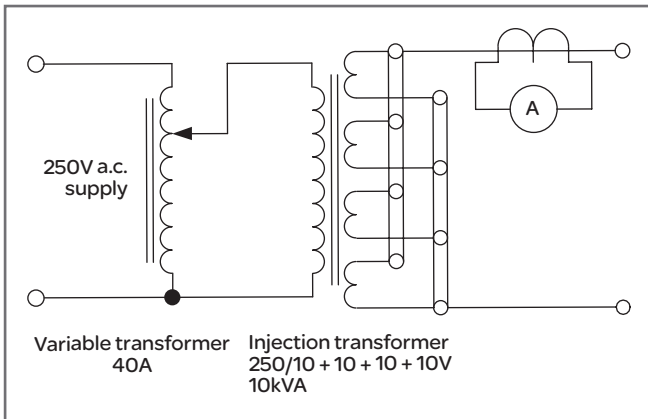 A
250V a.c.
supply
Variable transformer
40A
Injection transformer
250/10 + 10 + 10 + 10V
10kVA